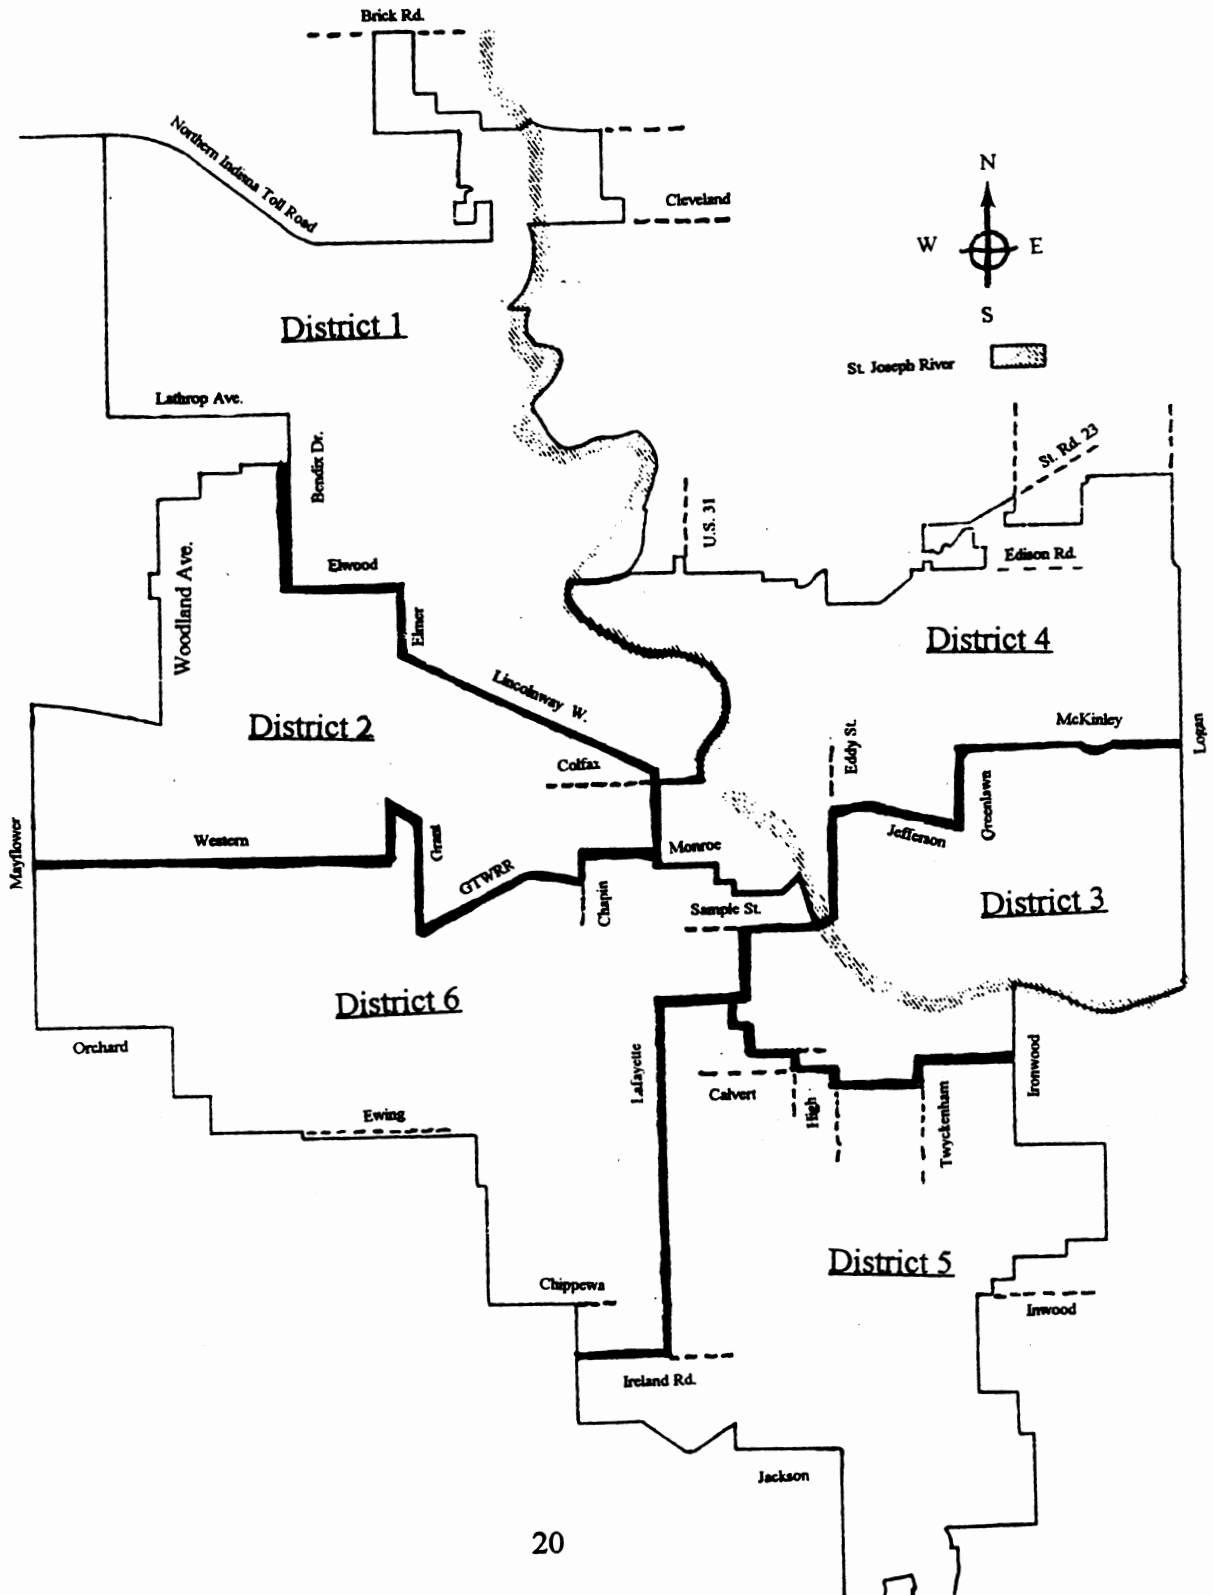 Brick Rd.
Northern Indiana Toll Road
N
Cleveland
W
E
S
District 1
St. Joseph River
Lathrop Ave.
Bendix Dr.
St. Rd. 23
U.S. 31
Woodland Ave.
Elwood
Edison Rd.
Elmer
District 4
Lincolnway W.
District 2
McKinley
Logan
Eddy St.
Colfax
Mayflower
Western
Grant
Monroe
Jefferson
Greenlawn
GTWRR
Chapin
Sample St.
District 3
District 6
Orchard
Lafayette
Ironwood
Calvert
High
Twyckenham
Ewing
District 5
Chippewa
Inwood
Ireland Rd.
Jackson
20